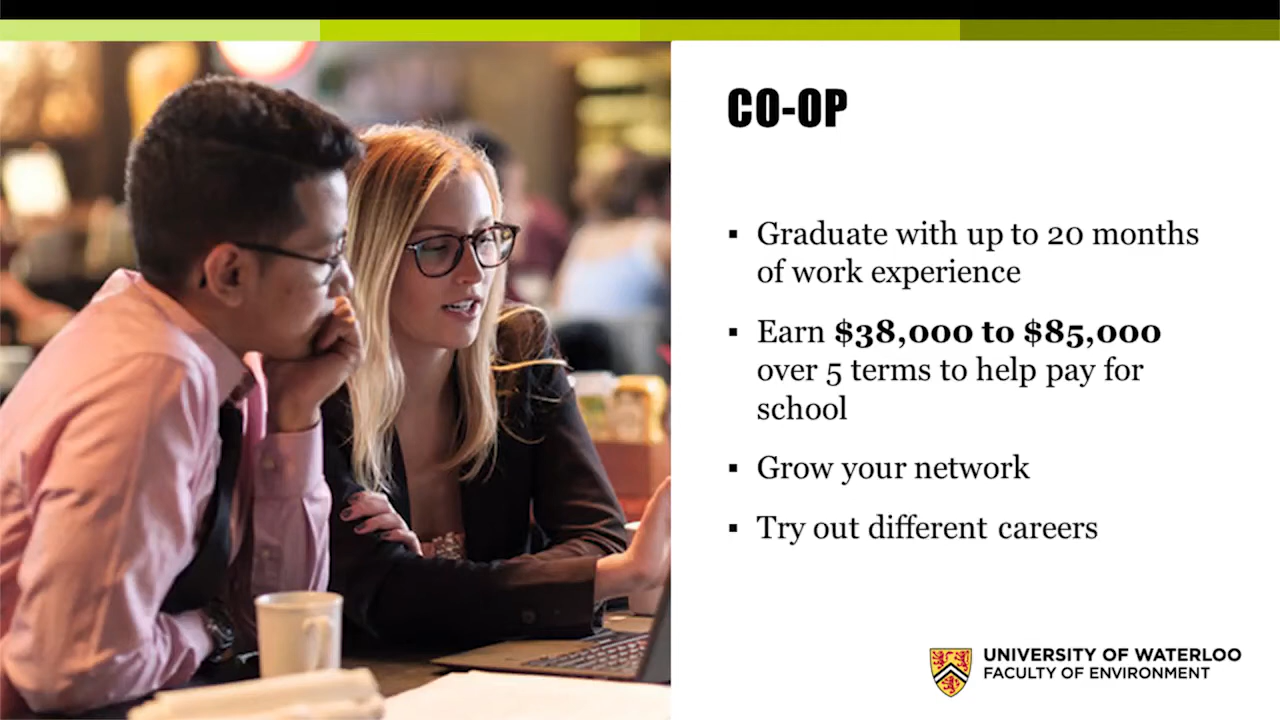 CO-OP
▪ Graduate with up to 20 months
of work experience
▪ Earn $38,000 to $85,000
over 5 terms to help pay for
school
▪ Grow your network
▪ Try out different careers
UNIVERSITY OF WATERLOO
FACULTY OF ENVIRONMENT